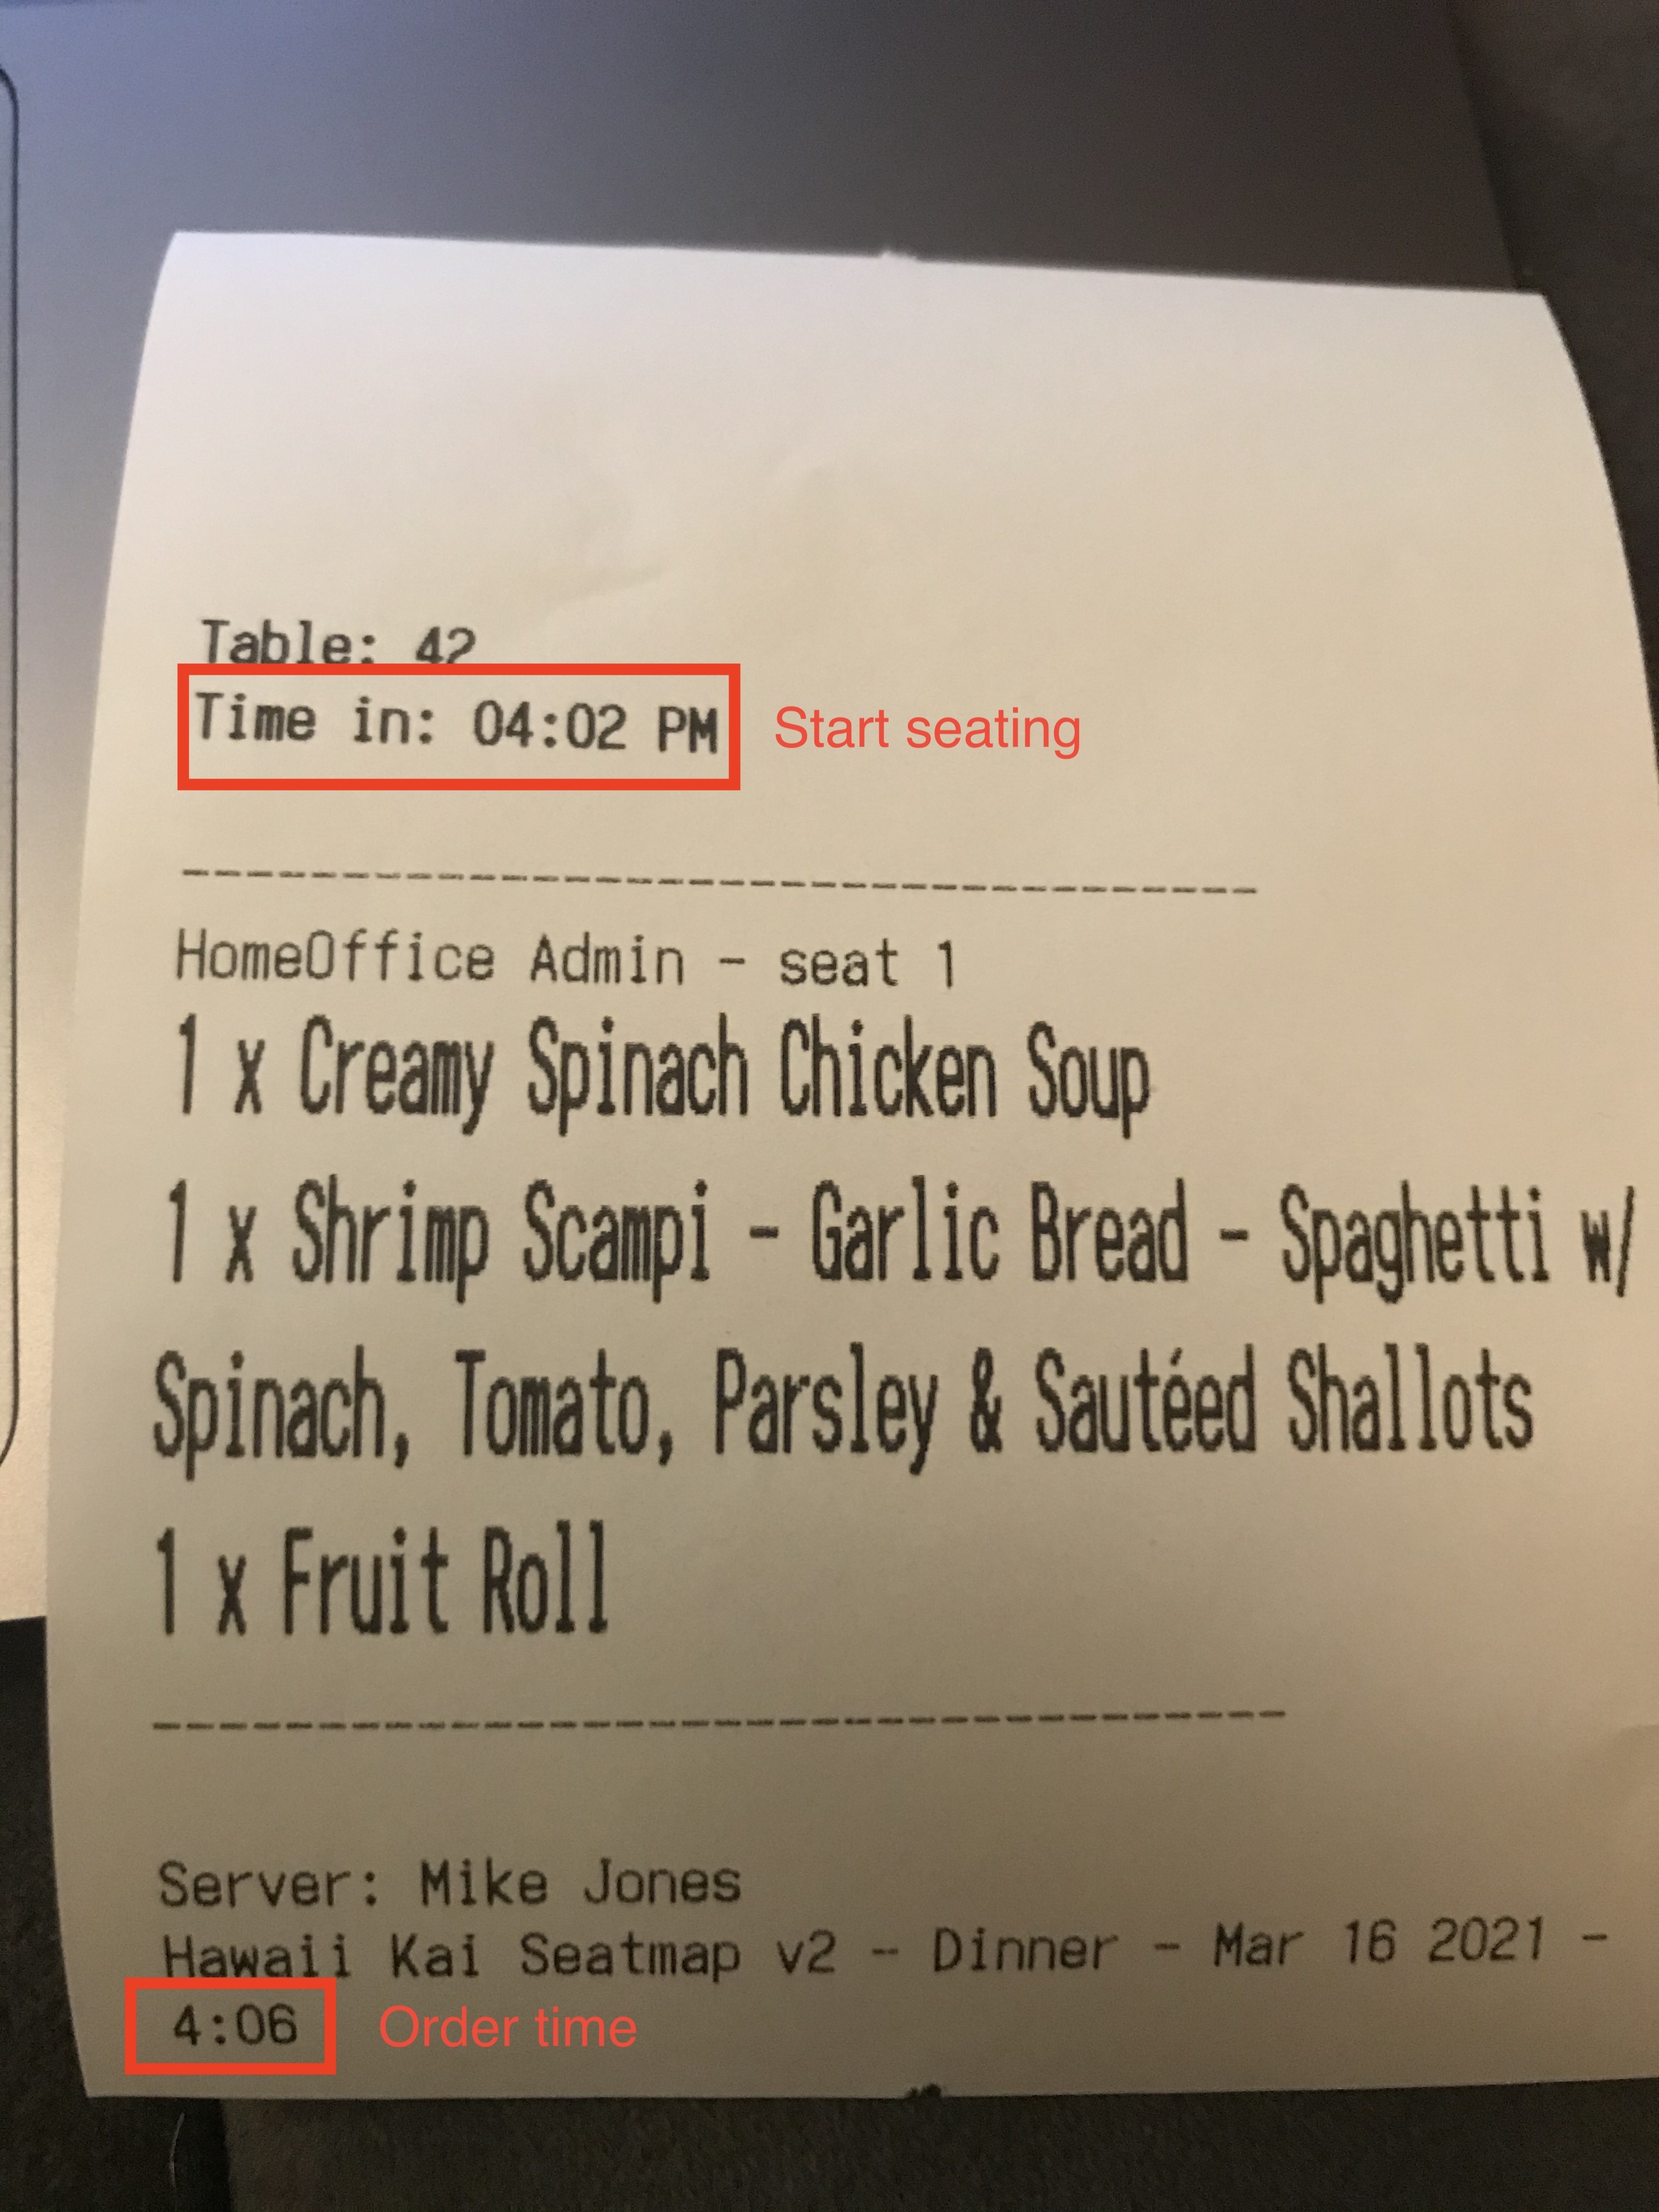 Table: 42
Time in: 04:02 PM Start seating
HomeOffice Admin - seat 1
1 x Creamy Spinach Chicken Soup
1 x Shrimp Scampi - Garlic Bread - Spaghetti w/
Spinach, Tomato, Parsley & Sautéed Shallots
1 x Fruit Roll
Server: Mike Jones
Hawaii Kai Seatmap v2 -- Dinner - Mar 16 2021 -
4:06 Order time